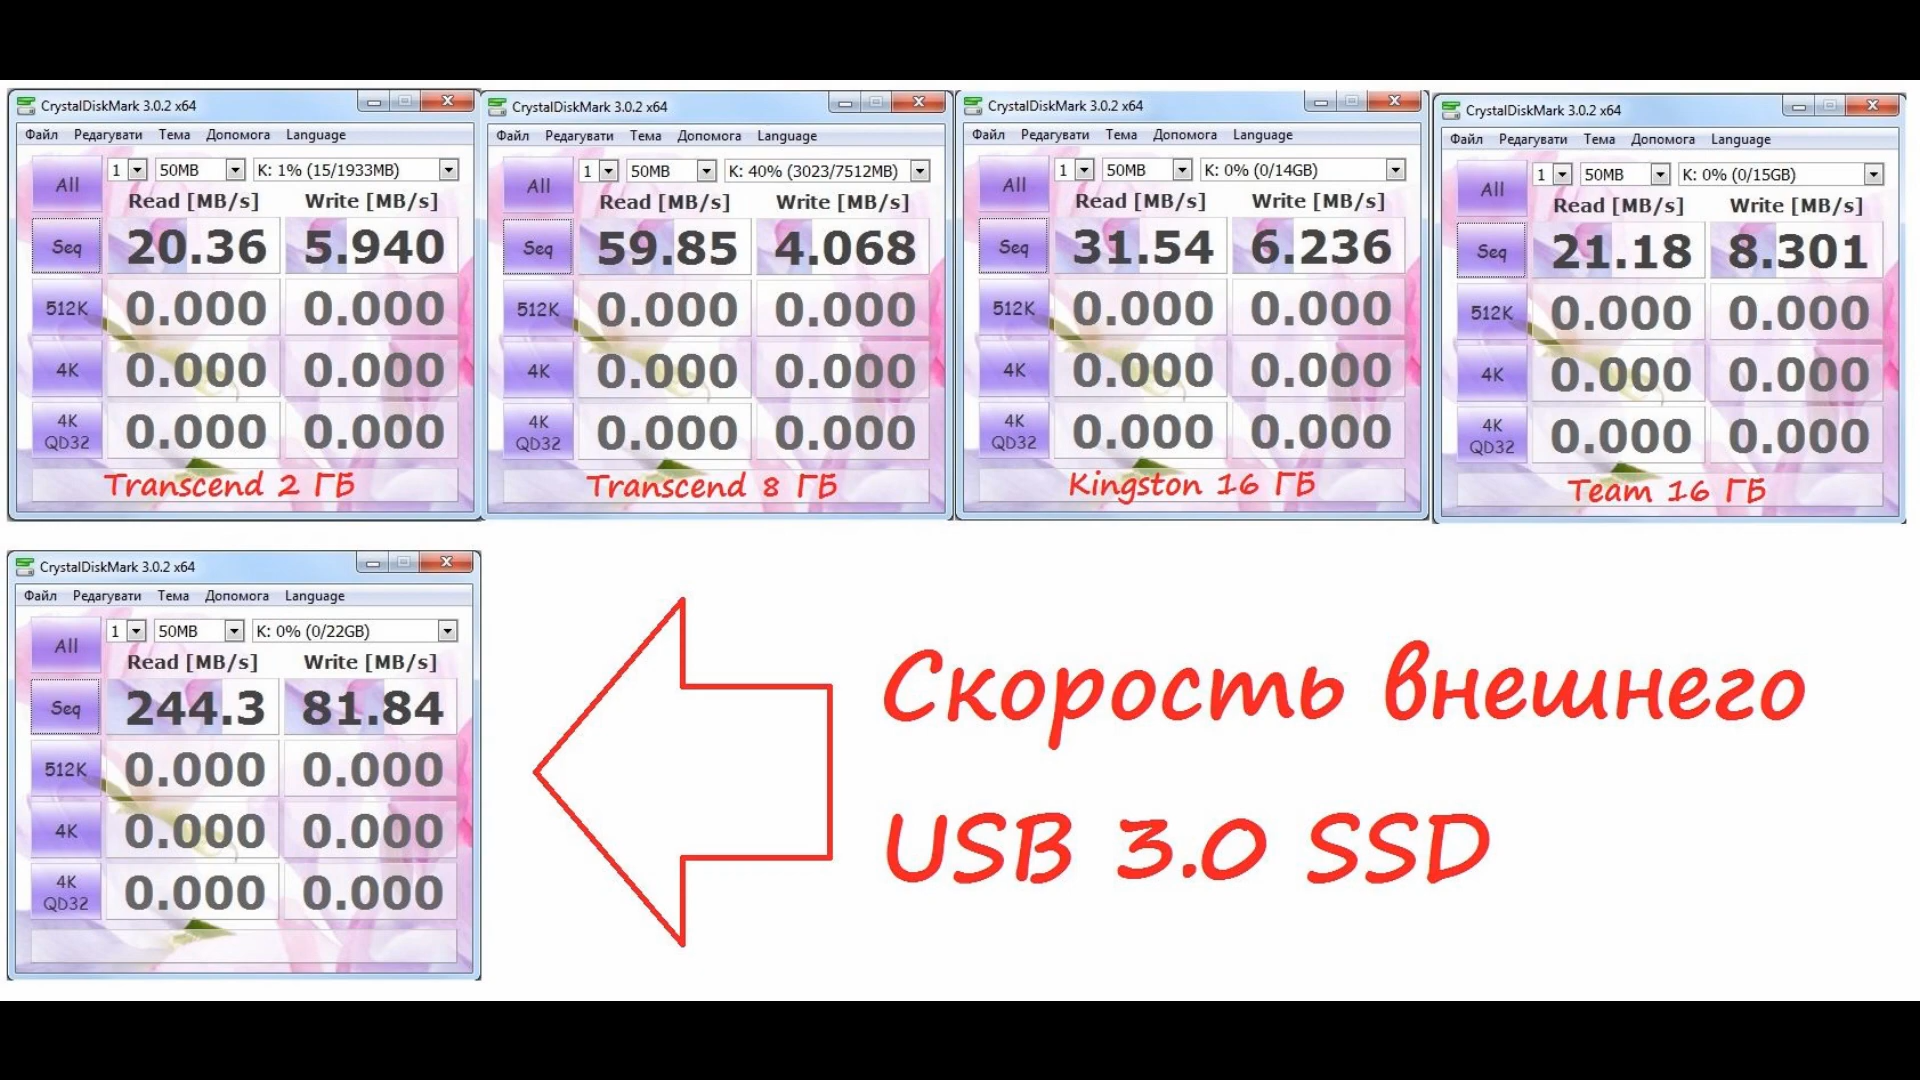 CrystalDiskMark 3.0.2 x64
Файл Редагувати Тема Допомога Language
All 1 50MB K: 1% (15/1933MB)
Read [MB/s] Write [MB/s]
Seq 20.36 5.940
512K 0.000 0.000
4K 0.000 0.000
4K QD32 0.000 0.000
Transcend 2 ГБ
CrystalDiskMark 3.0.2 x64
Файл Редагувати Тема Допомога Language
All 1 50MB K: 40% (3023/7512MB)
Read [MB/s] Write [MB/s]
Seq 59.85 4.068
512K 0.000 0.000
4K 0.000 0.000
4K QD32 0.000 0.000
Transcend 8 ГБ
CrystalDiskMark 3.0.2 x64
Файл Редагувати Тема Допомога Language
All 1 50MB K: 0% (0/14GB)
Read [MB/s] Write [MB/s]
Seq 31.54 6.236
512K 0.000 0.000
4K 0.000 0.000
4K QD32 0.000 0.000
Kingston 16 ГБ
CrystalDiskMark 3.0.2 x64
Файл Редагувати Тема Допомога Language
All 1 50MB K: 0% (0/15GB)
Read [MB/s] Write [MB/s]
Seq 21.18 8.301
512K 0.000 0.000
4K 0.000 0.000
4K QD32 0.000 0.000
Team 16 ГБ
CrystalDiskMark 3.0.2 x64
Файл Редагувати Тема Допомога Language
All 1 50MB K: 0% (0/22GB)
Read [MB/s] Write [MB/s]
Seq 244.3 81.84
512K 0.000 0.000
4K 0.000 0.000
4K QD32 0.000 0.000
Скорость внешнего
USB 3.0 SSD